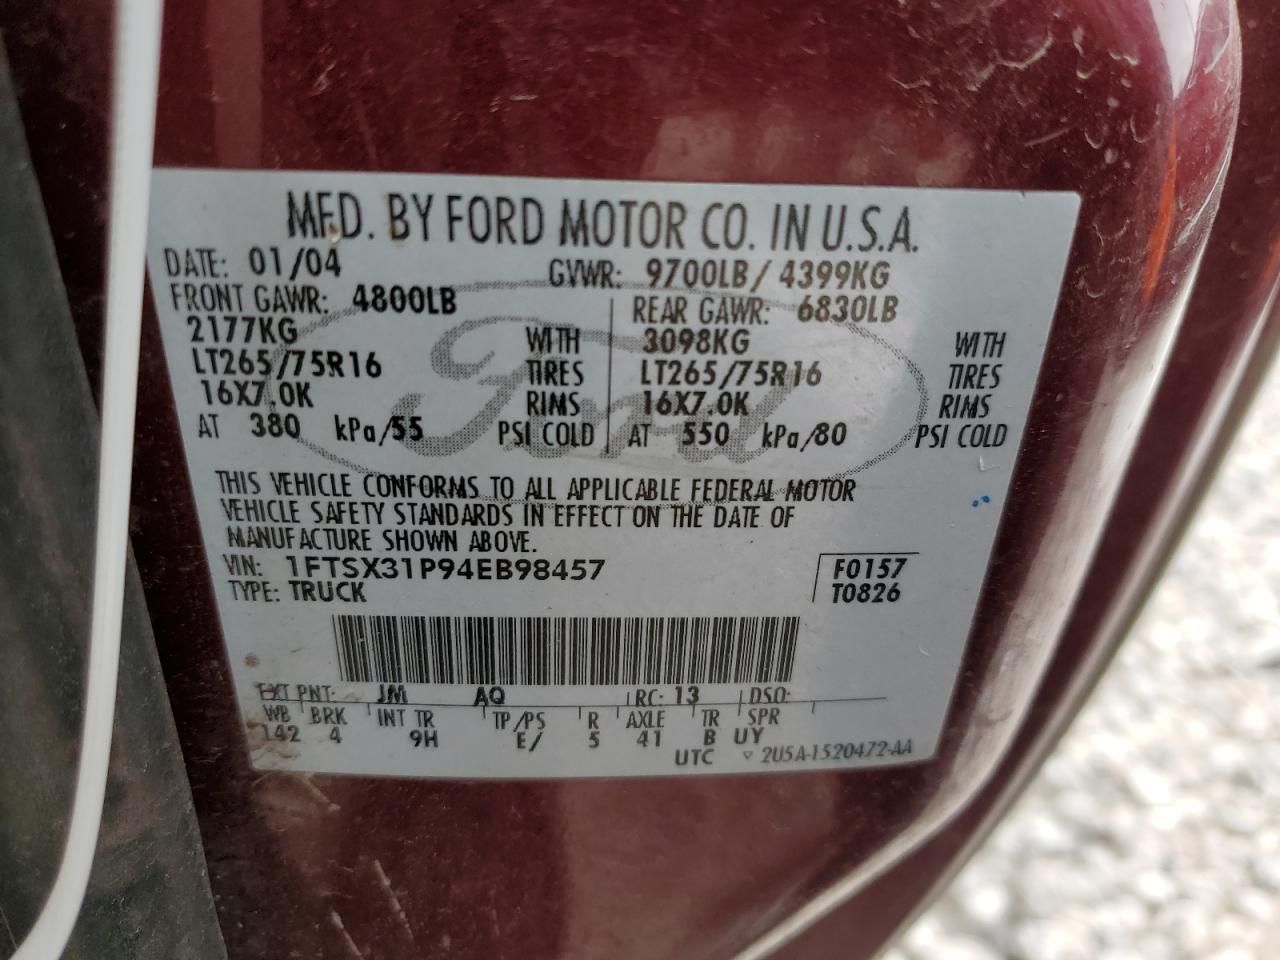 MFD. BY FORD MOTOR CO. IN U.S.A.
DATE: 01/04 GVWR: 9700LB/ 4399KG
FRONT GAWR: 4800LB REAR GAWR: 6830LB
2177KG WITH 3098KG WITH
LT265/75R16 TIRES LT265/75R16 TIRES
16X7.0K RIMS 16X7.0K RIMS
AT 380 kPa/55 PSI COLD AT 550 kPa/80 PSI COLD
Ford
THIS VEHICLE CONFORMS TO ALL APPLICABLE FEDERAL MOTOR
VEHICLE SAFETY STANDARDS IN EFFECT ON THE DATE OF
MANUFACTURE SHOWN ABOVE.
VIN: 1FTSX31P94EB98457 F0157
TYPE: TRUCK T0826
EXT PNT: JM AQ RC: 13 DSO:
WB BRK INT TR TP/PS R AXLE TR SPR
142 4 9H E/ 5 41 B UY
UTC ▽ 2U5A-1520472-AA